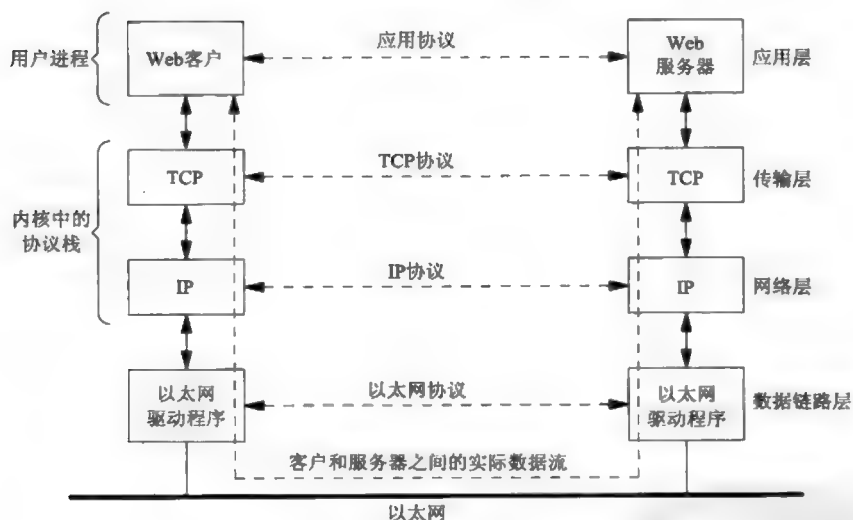 用户进程
Web客户
应用协议
Web
服务器
应用层
TCP
TCP协议
TCP
传输层
内核中的
协议栈
IP
IP协议
IP
网络层
以太网
驱动程序
以太网协议
以太网
驱动程序
数据链路层
客户和服务器之间的实际数据流
以太网